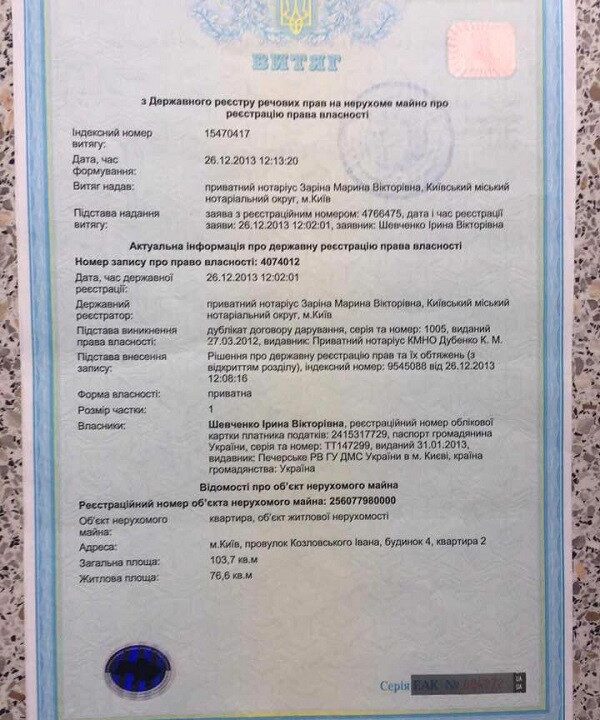 ВИТЯГ
з Державного реєстру речових прав на нерухоме майно про
реєстрацію права власності
Індексний номер 15470417
витягу:
Дата, час 26.12.2013 12:13:20
формування:
Витяг надав: приватний нотаріус Заріна Марина Вікторівна, Київський міський
нотаріальний округ, м.Київ
Підстава надання заява з реєстраційним номером: 4766475, дата і час реєстрації
витягу: заяви: 26.12.2013 12:02:01, заявник: Шевченко Ірина Вікторівна
Актуальна інформація про державну реєстрацію права власності
Номер запису про право власності: 4074012
Дата, час державної 26.12.2013 12:02:01
реєстрації:
Державний приватний нотаріус Заріна Марина Вікторівна, Київський міський
реєстратор: нотаріальний округ, м.Київ
Підстава виникнення дублікат договору дарування, серія та номер: 1005, виданий
права власності: 27.03.2012, видавник: Приватний нотаріус КМНО Дубенко К. М.
Підстава внесення Рішення про державну реєстрацію прав та їх обтяжень (з
запису: відкриттям розділу), індексний номер: 9545088 від 26.12.2013
12:08:16
Форма власності: приватна
Розмір частки: 1
Власники: Шевченко Ірина Вікторівна, реєстраційний номер облікової
картки платника податків: 2415317729, паспорт громадянина
України, серія та номер: ТТ147299, виданий 31.01.2013,
видавник: Печерське РВ ГУ ДМС України в м. Києві, країна
громадянства: Україна
Відомості про об'єкт нерухомого майна
Реєстраційний номер об'єкта нерухомого майна: 256077980000
Об'єкт нерухомого квартира, об'єкт житлової нерухомості
майна:
Адреса: м.Київ, провулок Козловського Івана, будинок 4, квартира 2
Загальна площа: 103,7 кв.м
Житлова площа: 76,6 кв.м
Серія ЕАК №